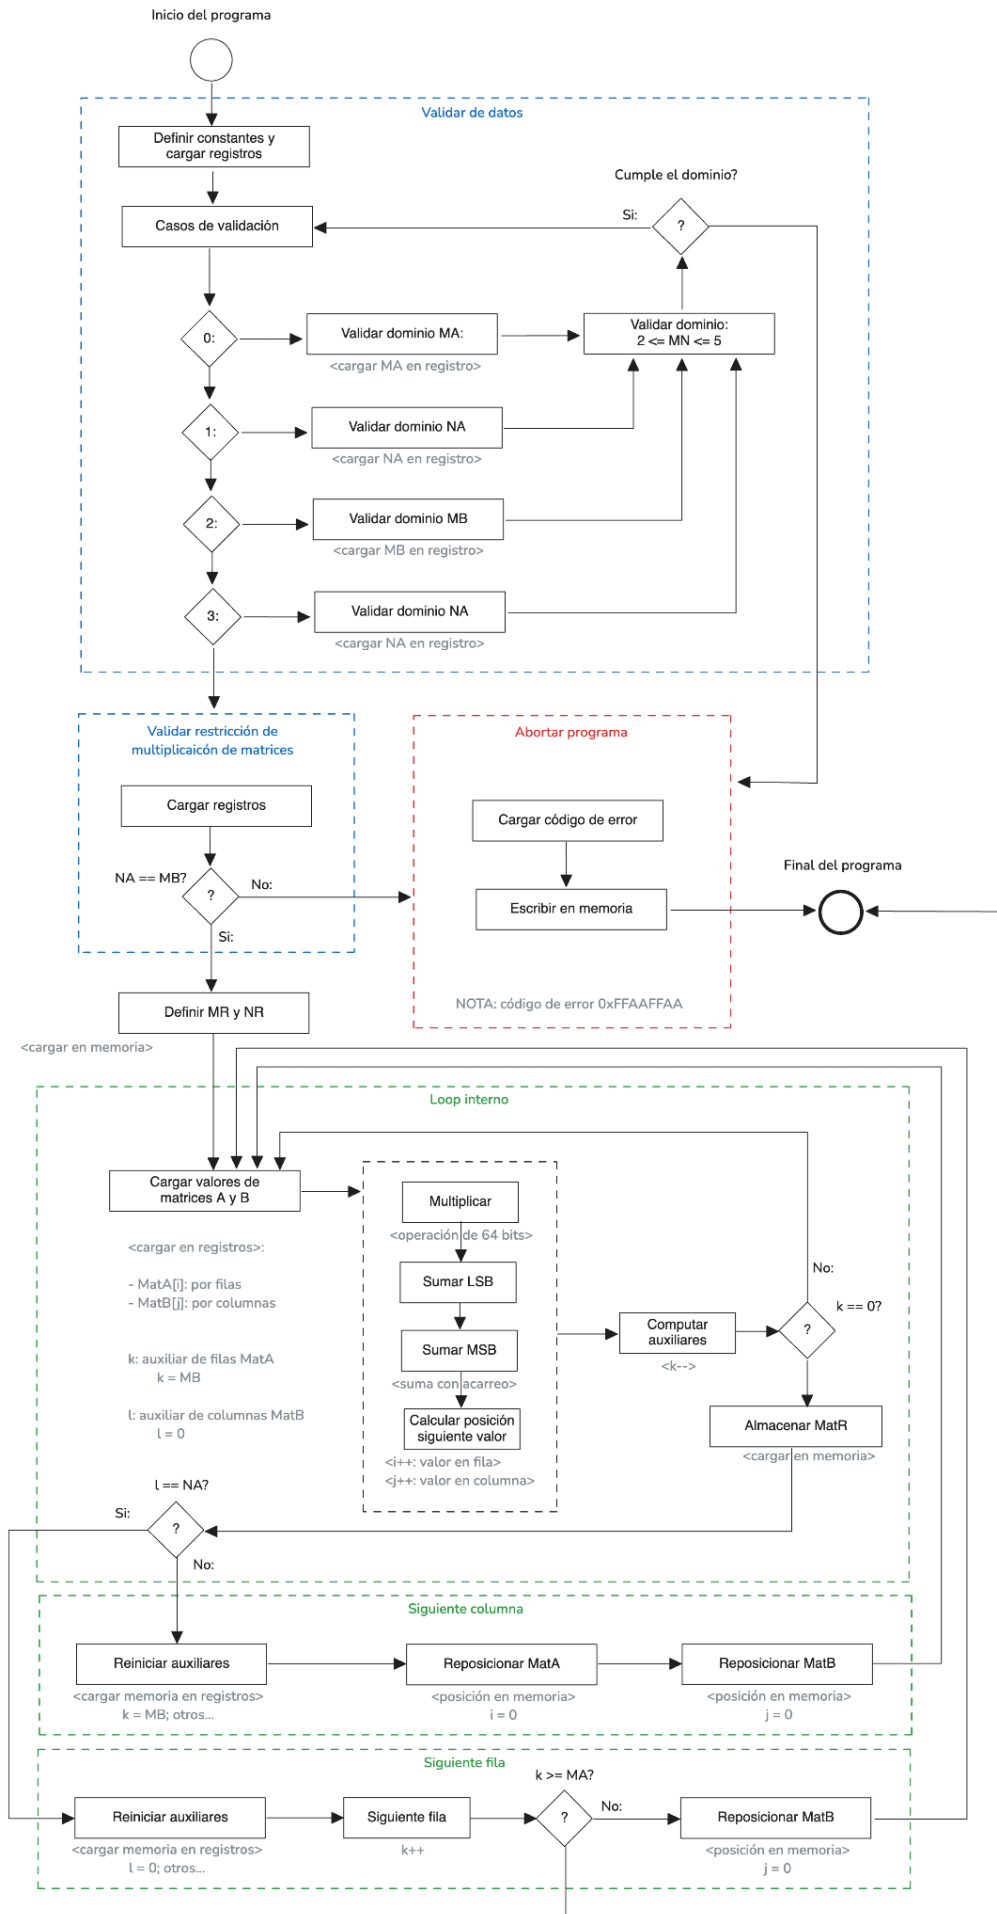 Inicio del programa
Validar de datos
Definir constantes y
cargar registros
Cumple el dominio?
Casos de validación
Si:
?
0:
Validar dominio MA:
<cargar MA en registro>
Validar dominio:
2 <= MN <= 5
1:
Validar dominio NA
<cargar NA en registro>
2:
Validar dominio MB
<cargar MB en registro>
3:
Validar dominio NA
<cargar NA en registro>
Validar restricción de
multiplicaicón de matrices
Cargar registros
NA == MB?
?
No:
Si:
Abortar programa
Cargar código de error
Escribir en memoria
NOTA: código de error 0xFFAAFFAA
Final del programa
Definir MR y NR
<cargar en memoria>
Loop interno
Cargar valores de
matrices A y B
<cargar en registros>:
- MatA[i]: por filas
- MatB[j]: por columnas
k: auxiliar de filas MatA
k = MB
l: auxiliar de columnas MatB
l = 0
Multiplicar
<operación de 64 bits>
Sumar LSB
Sumar MSB
<suma con acarreo>
Calcular posición
siguiente valor
<i++: valor en fila>
<j++: valor en columna>
Computar
auxiliares
<k-->
No:
k == 0?
?
Almacenar MatR
<cargar en memoria>
l == NA?
Si:
?
No:
Siguiente columna
Reiniciar auxiliares
<cargar memoria en registros>
k = MB; otros...
Reposicionar MatA
<posición en memoria>
i = 0
Reposicionar MatB
<posición en memoria>
j = 0
Siguiente fila
Reiniciar auxiliares
<cargar memoria en registros>
l = 0; otros...
Siguiente fila
k++
k >= MA?
?
No:
Reposicionar MatB
<posición en memoria>
j = 0